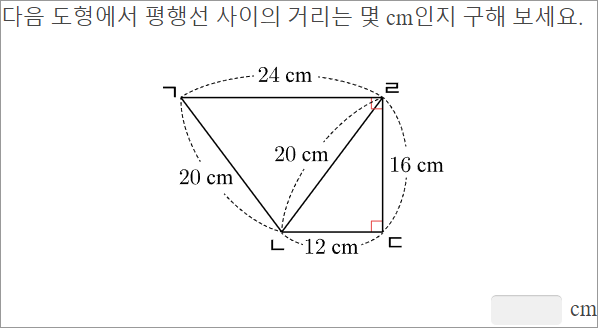 다음 도형에서 평행선 사이의 거리는 몇 cm인지 구해 보세요.
24 cm
ㄱ
ㄹ
20 cm
20 cm
16 cm
ㄴ
12 cm
ㄷ
cm